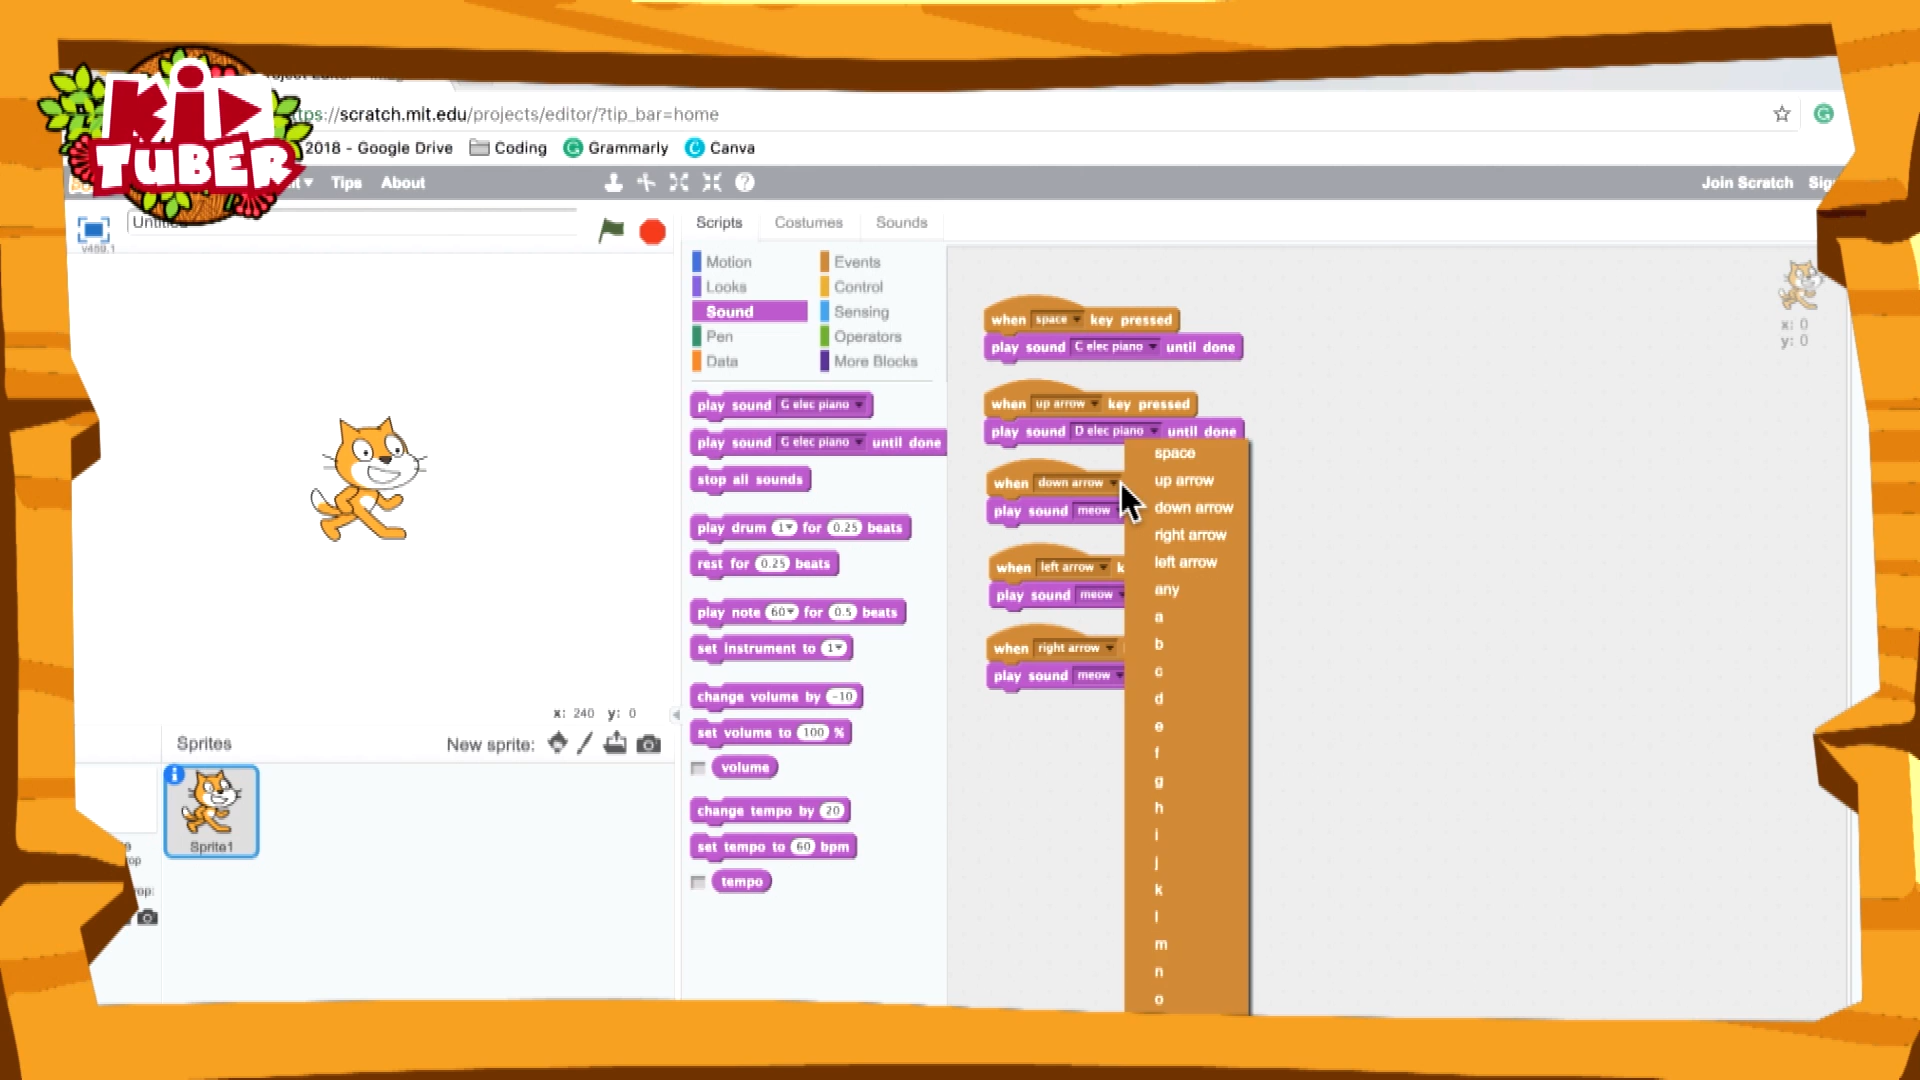 KiD
TUBER
https://scratch.mit.edu/projects/editor/?tip_bar=home
2018 - Google Drive
Coding
Grammarly
Canva
Tips
About
Join Scratch
v459.1
Scripts
Costumes
Sounds
Motion
Looks
Sound
Pen
Data
Events
Control
Sensing
Operators
More Blocks
play sound G elec piano
play sound G elec piano until done
stop all sounds
play drum 1 for 0.25 beats
rest for 0.25 beats
play note 60 for 0.5 beats
set instrument to 1
change volume by -10
set volume to 100 %
volume
change tempo by 20
set tempo to 60 bpm
tempo
when space key pressed
play sound C elec piano until done
when up arrow key pressed
play sound D elec piano until done
when down arrow
play sound meow
when left arrow k
play sound meow
when right arrow
play sound meow
space
up arrow
down arrow
right arrow
left arrow
any
a
b
c
d
e
f
g
h
i
j
k
l
m
n
o
x: 0
y: 0
x: 240 y: 0
Sprites
New sprite:
Sprite1